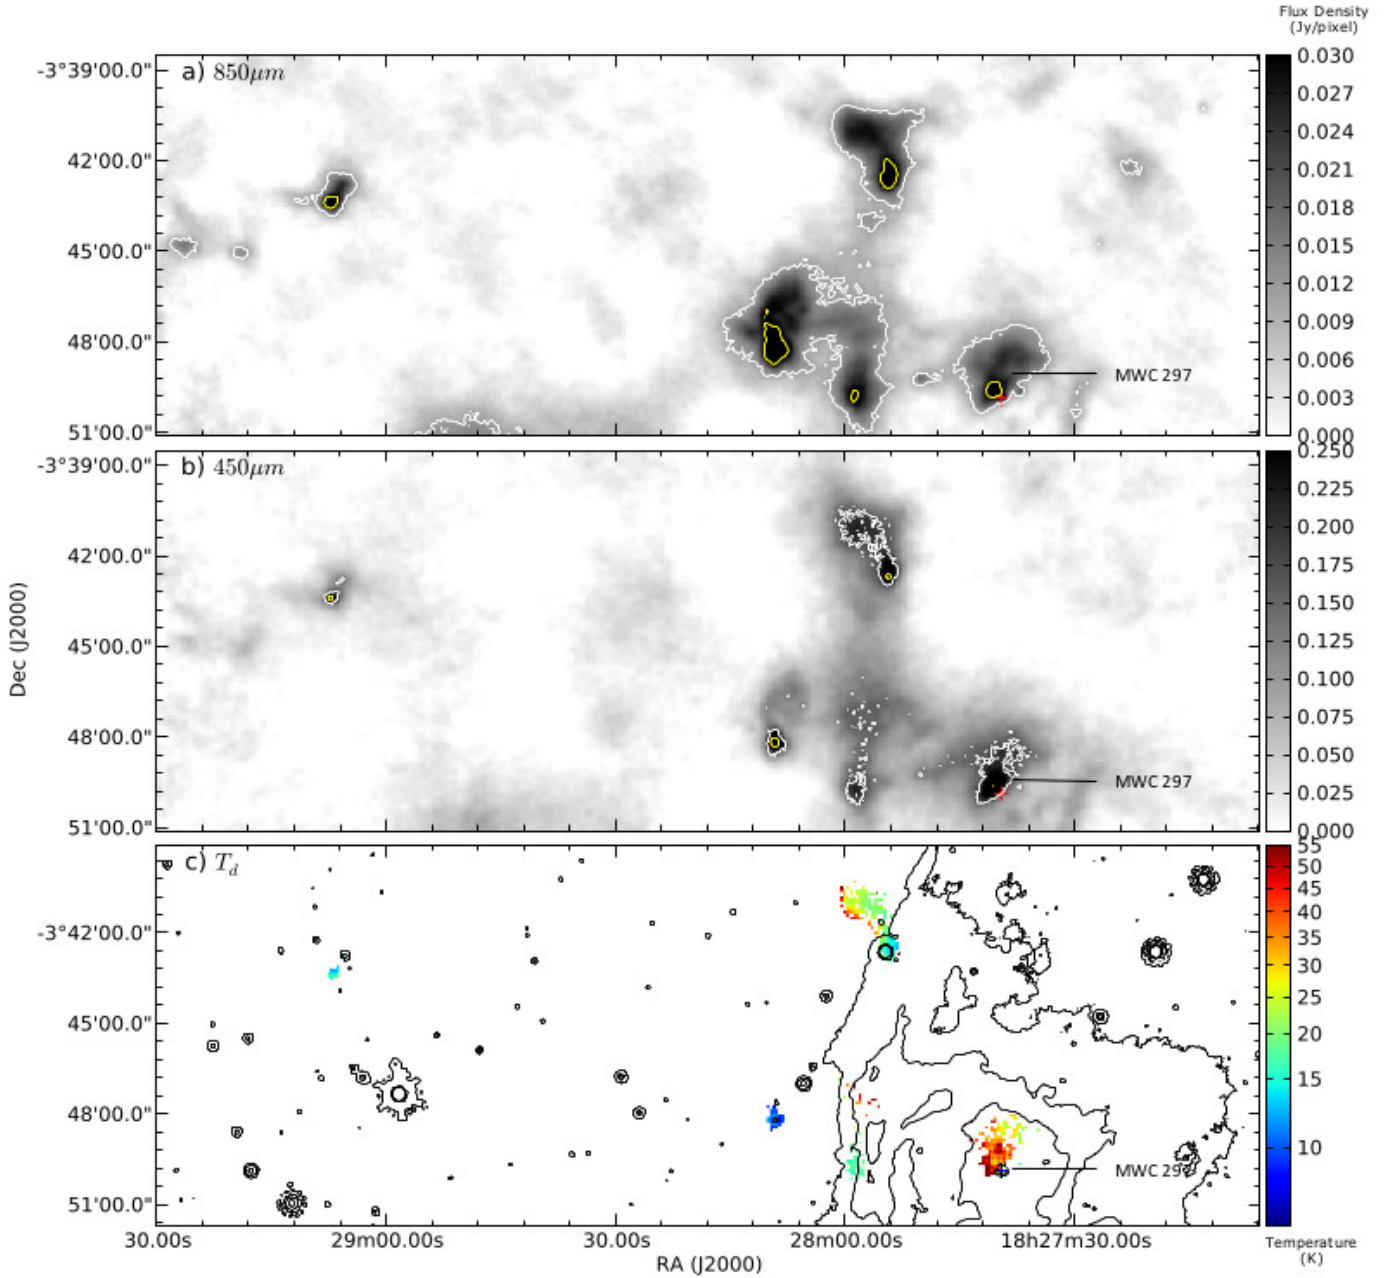 Flux Density
(Jy/pixel)
a) 850μm
-3°39'00.0"
42'00.0"
45'00.0"
48'00.0"
51'00.0"
MWC 297
0.030
0.027
0.024
0.021
0.018
0.015
0.012
0.009
0.006
0.003
0.000
b) 450μm
-3°39'00.0"
42'00.0"
45'00.0"
48'00.0"
51'00.0"
MWC 297
0.250
0.225
0.200
0.175
0.150
0.125
0.100
0.075
0.050
0.025
0.000
Dec (J2000)
c) T_d
-3°42'00.0"
45'00.0"
48'00.0"
51'00.0"
MWC 297
55
50
45
40
35
30
25
20
15
10
30.00s
29m00.00s
30.00s
28m00.00s
18h27m30.00s
RA (J2000)
Temperature
(K)